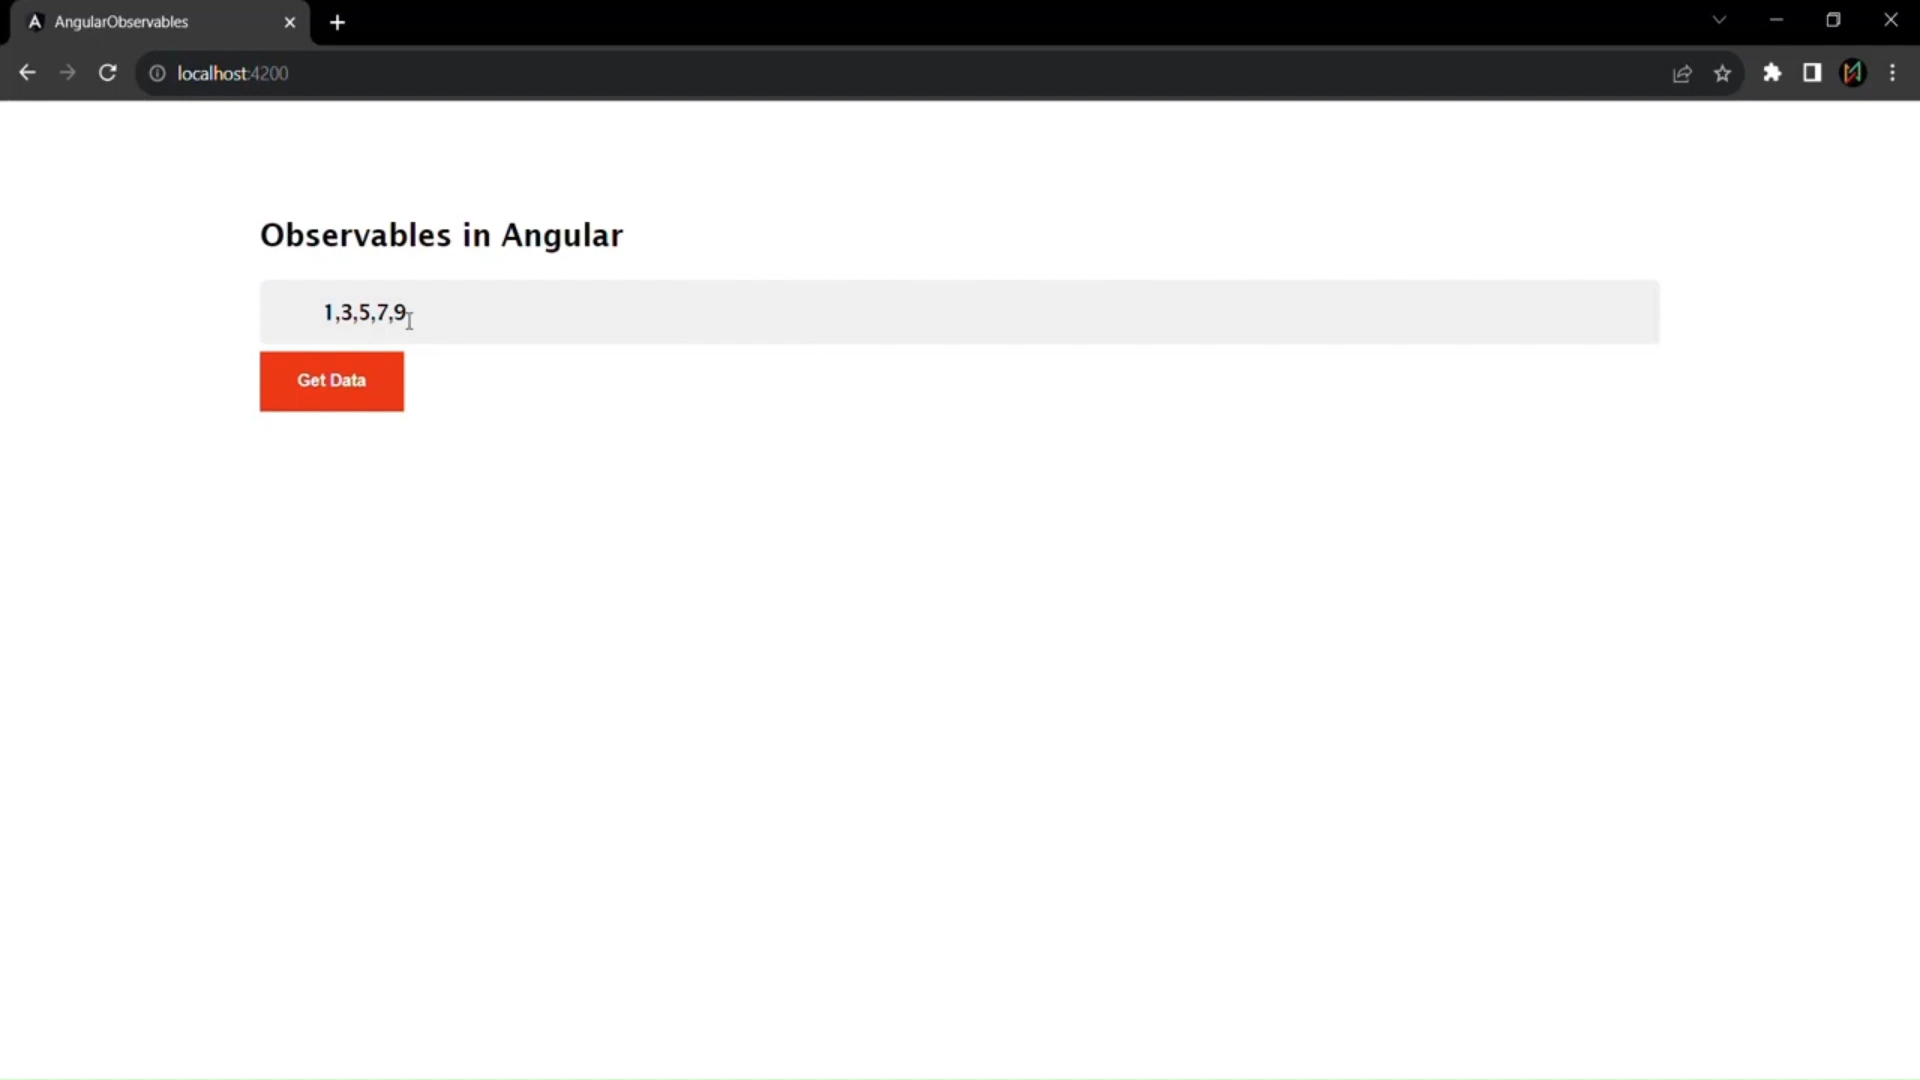 AngularObservables
localhost:4200
Observables in Angular
1,3,5,7,9
Get Data